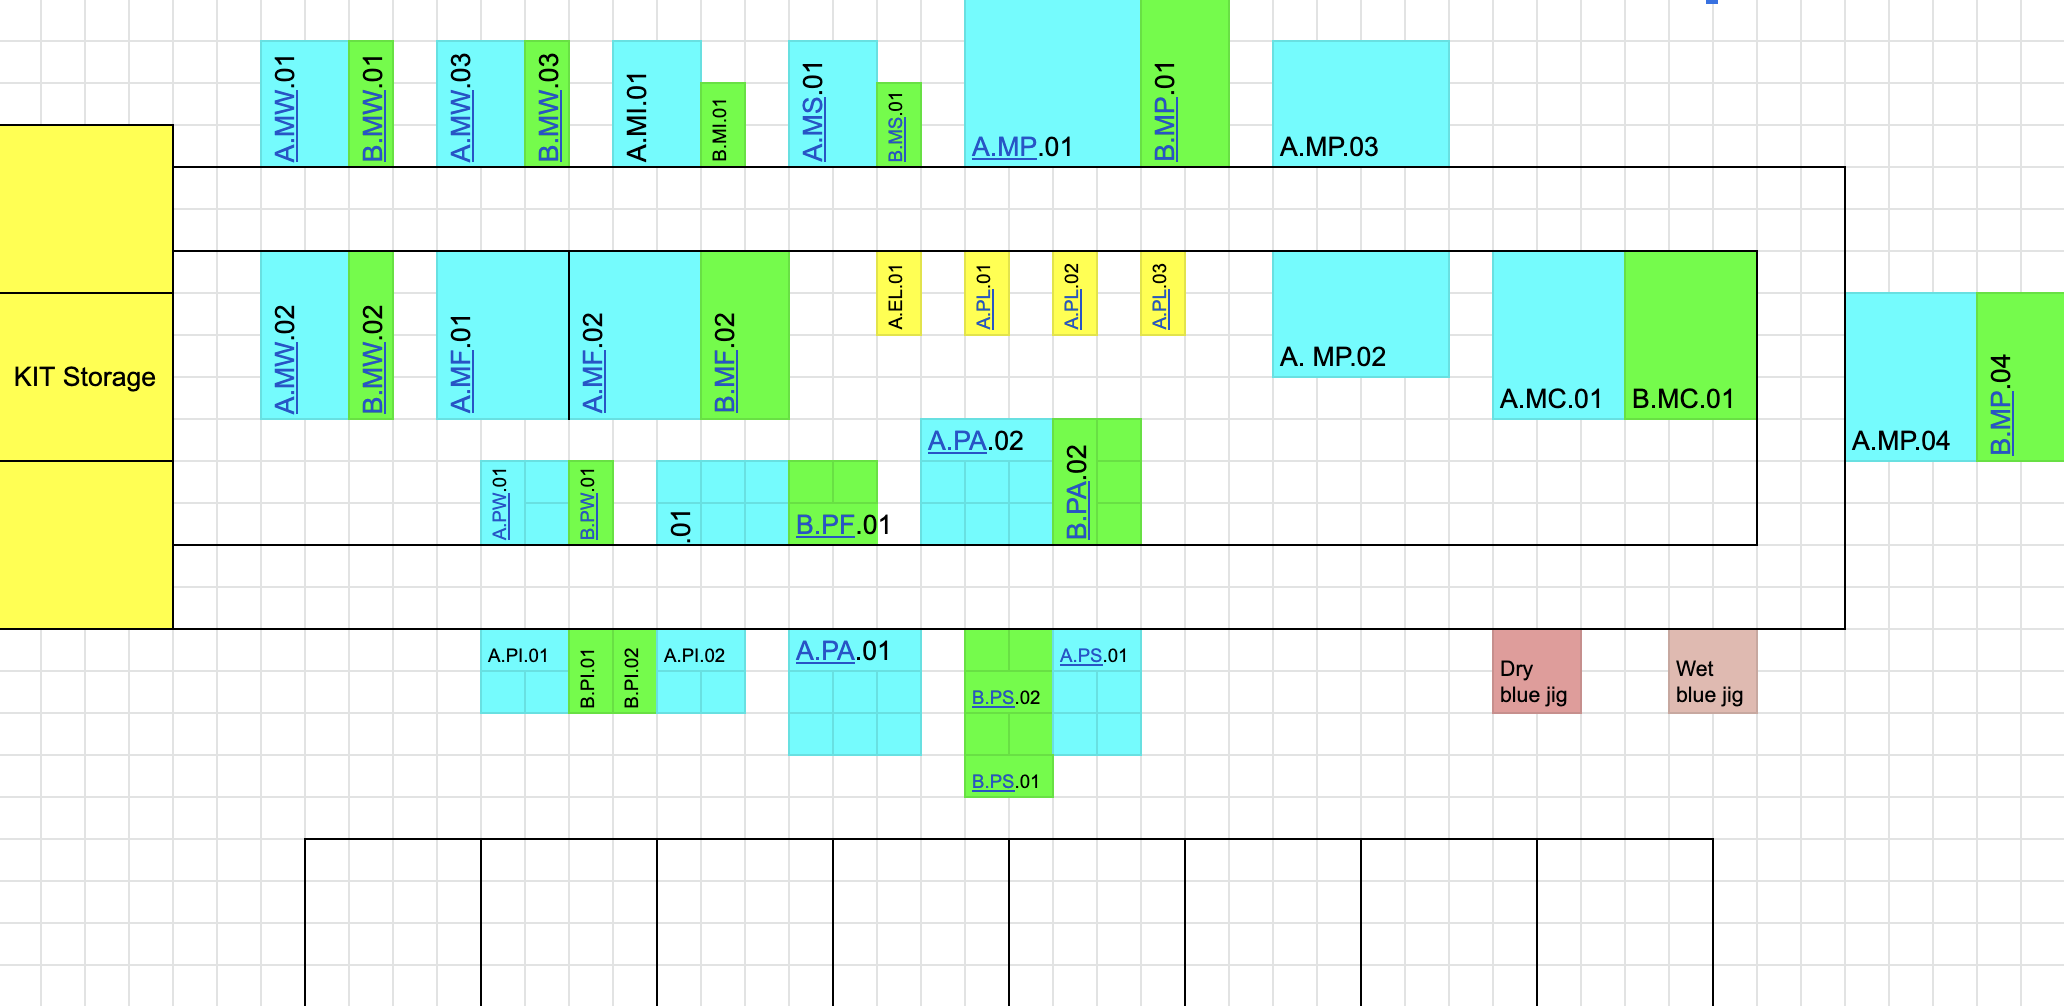 A.MW.01
B.MW.01
A.MW.03
B.MW.03
A.MI.01
B.MI.01
A.MS.01
B.MS.01
A.MP.01
B.MP.01
A.MP.03
A.MW.02
B.MW.02
A.MF.01
A.MF.02
B.MF.02
A.EL.01
A.PL.01
A.PL.02
A.PL.03
A. MP.02
A.MC.01
B.MC.01
A.MP.04
B.MP.04
KIT Storage
A.PW.01
B.PW.01
.01
B.PF.01
A.PA.02
B.PA.02
A.PI.01
B.PI.01
B.PI.02
A.PI.02
A.PA.01
B.PS.02
A.PS.01
B.PS.01
Dry
blue jig
Wet
blue jig